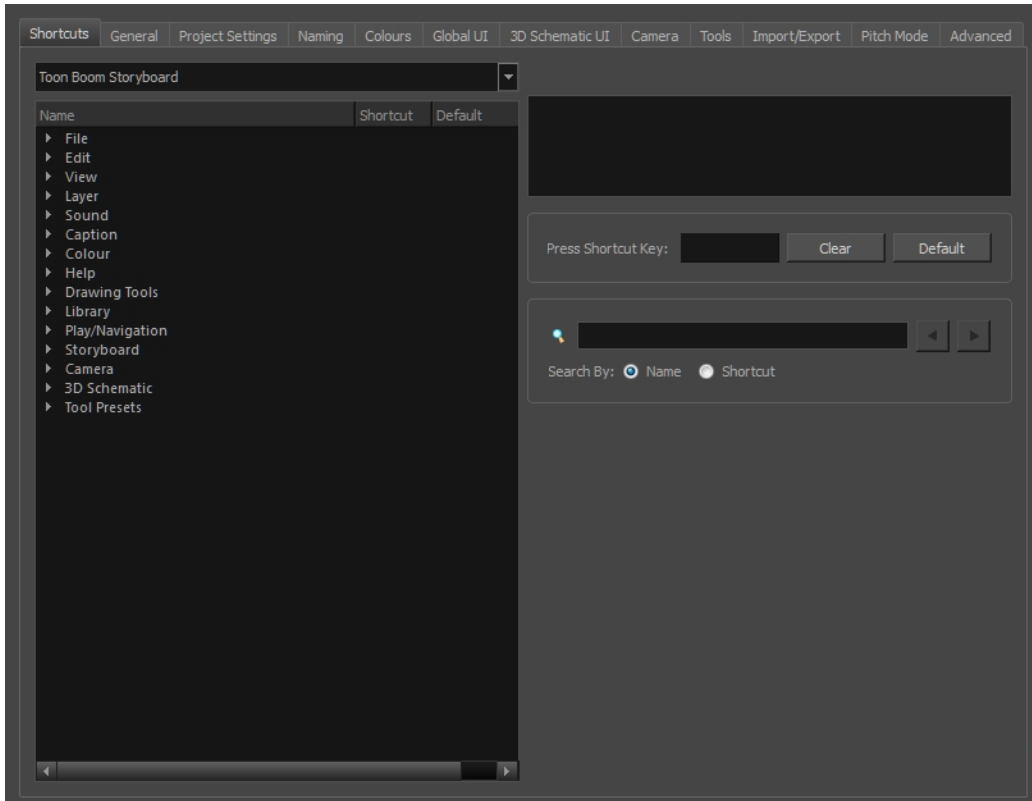 Shortcuts General Project Settings Naming Colours Global UI 3D Schematic UI Camera Tools Import/Export Pitch Mode Advanced
Toon Boom Storyboard
Name Shortcut Default
File
Edit
View
Layer
Sound
Caption
Colour
Help
Drawing Tools
Library
Play/Navigation
Storyboard
Camera
3D Schematic
Tool Presets
Press Shortcut Key: Clear Default
Search By: Name Shortcut